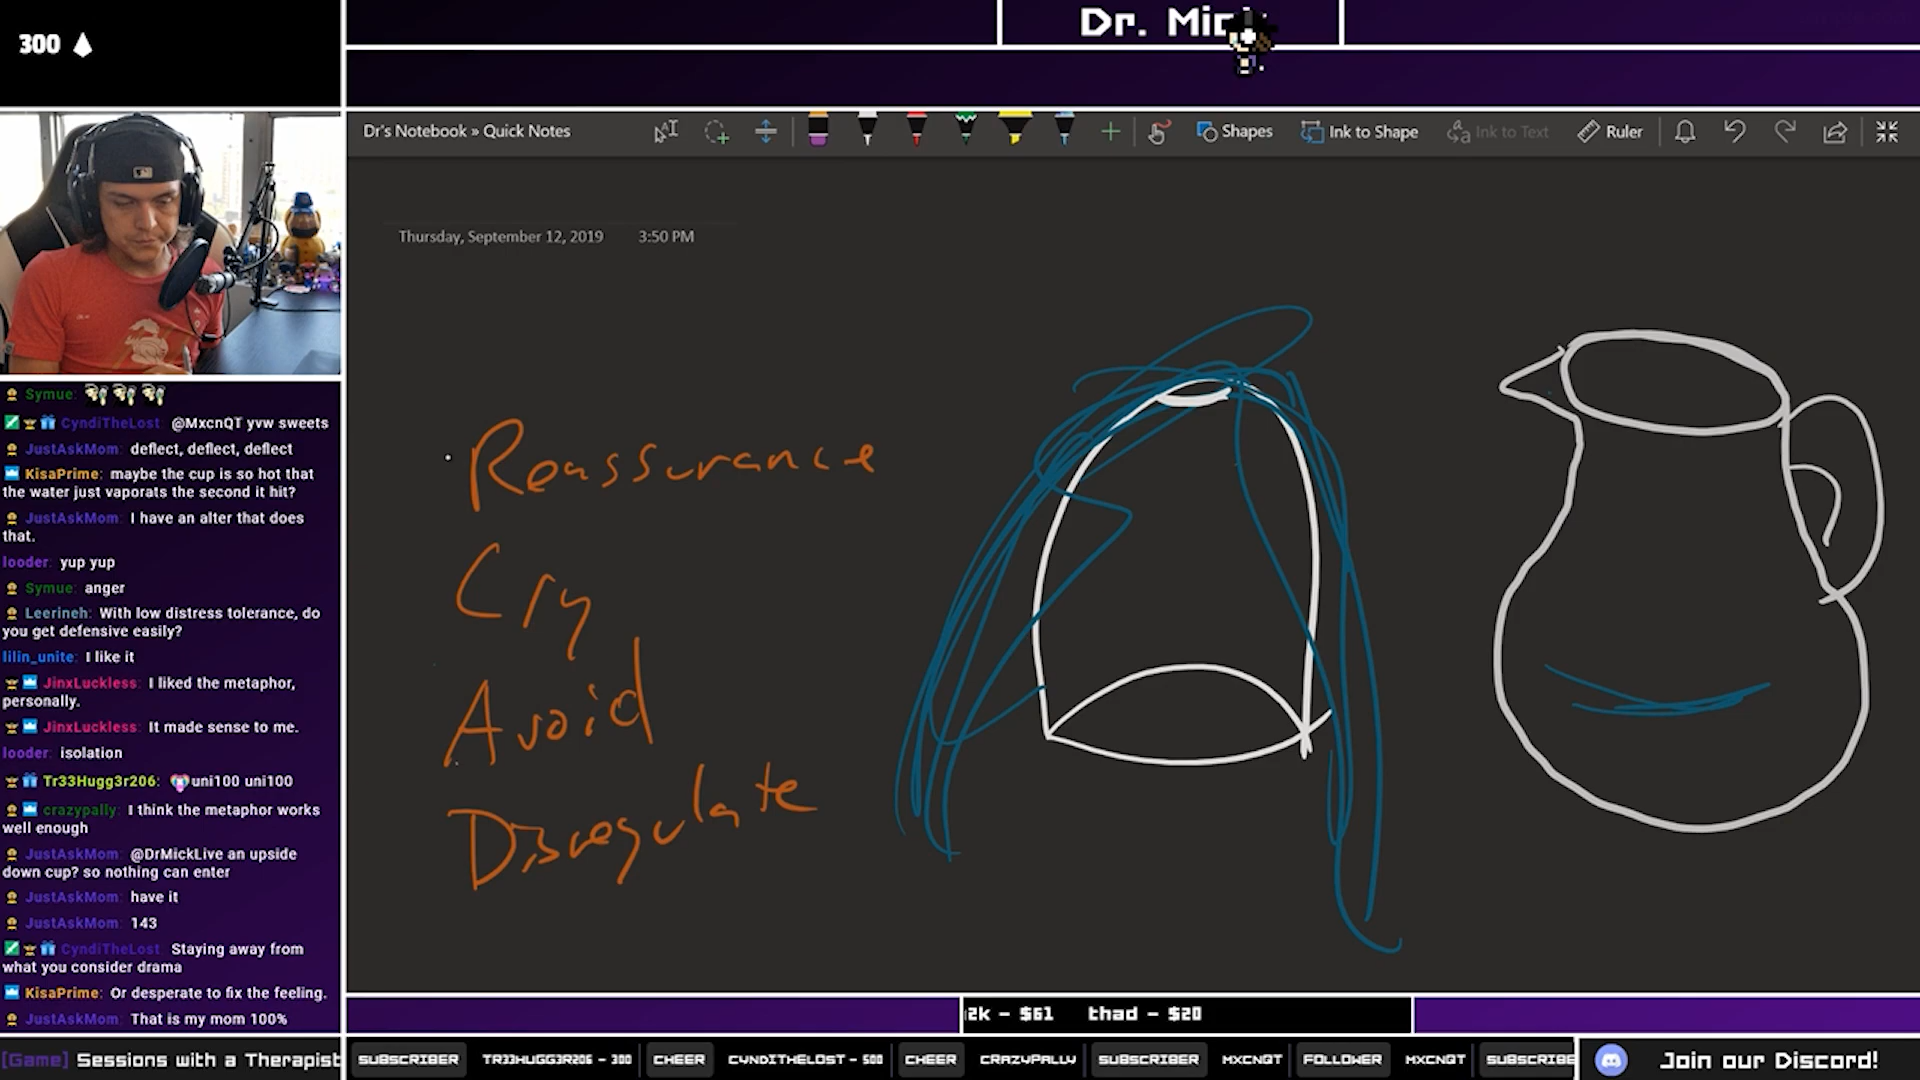 300
Dr. Mick
Dr's Notebook » Quick Notes
Shapes
Ink to Shape
Ink to Text
Ruler
Thursday, September 12, 2019 3:50 PM
Reassurance
Cry
Avoid
Disregulate
Symue:
CyndiTheLost: @MxcnQT yvw sweets
JustAskMom: deflect, deflect, deflect
KisaPrime: maybe the cup is so hot that
the water just vaporats the second it hit?
JustAskMom: I have an alter that does
that.
looder: yup yup
Symue: anger
Leerineh: With low distress tolerance, do
you get defensive easily?
lilin_unite: I like it
JinxLuckless: I liked the metaphor,
personally.
JinxLuckless: It made sense to me.
looder: isolation
Tr33Hugg3r206: uni100 uni100
crazypally: I think the metaphor works
well enough
JustAskMom: @DrMickLive an upside
down cup? so nothing can enter
JustAskMom: have it
JustAskMom: 143
CyndiTheLost: Staying away from
what you consider drama
KisaPrime: Or desperate to fix the feeling.
JustAskMom: That is my mom 100%
2k - $61 thad - $20
[Game] Sessions with a Therapist
SUBSCRIBER TR33HUGG3R206 - 300 CHEER CYNDITHELOST - 500 CHEER CRAZYPALLY SUBSCRIBER MXCNQT FOLLOWER MXCNQT SUBSCRIBE
Join our Discord!